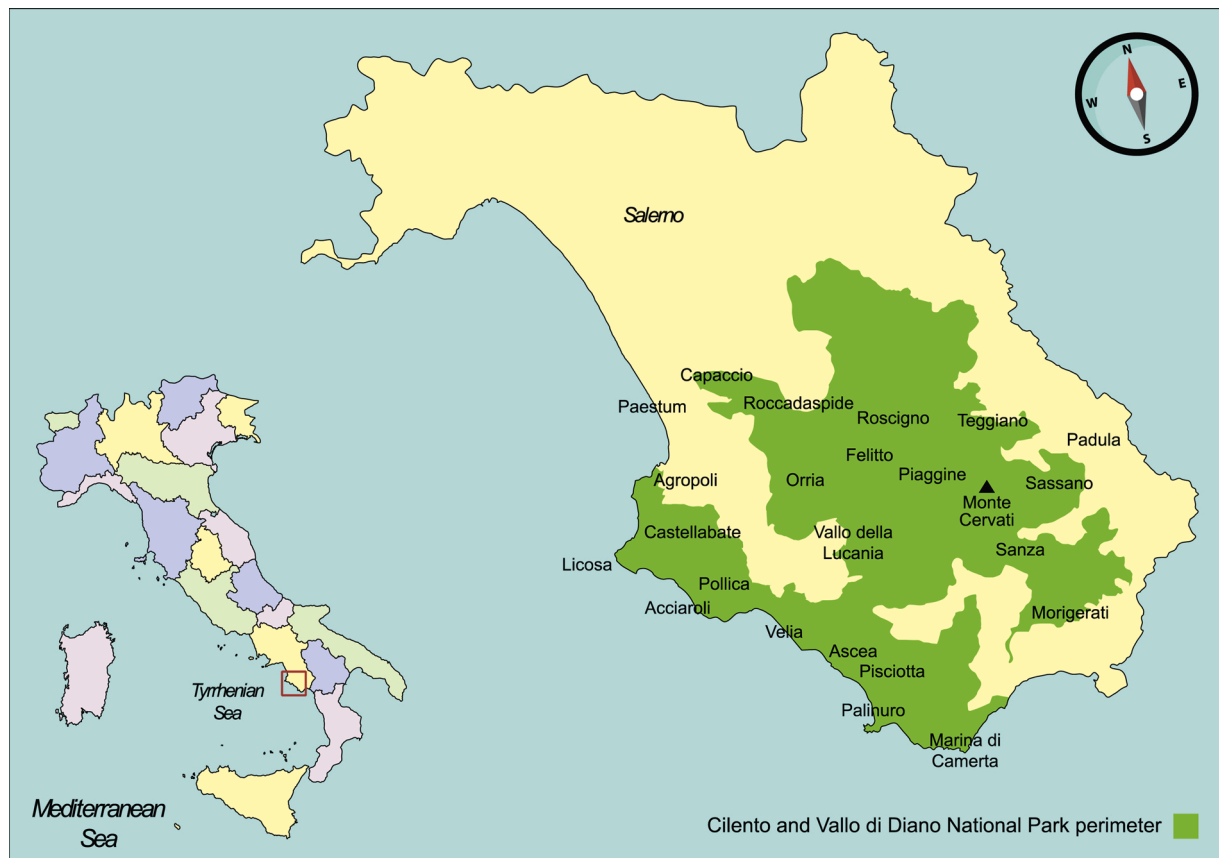 N
E
W
S
Salerno
Capaccio
Paestum
Roccadaspide
Roscigno
Teggiano
Padula
Felitto
Piaggine
Agropoli
Orria
Sassano
Monte
Cervati
Castellabate
Vallo della
Lucania
Sanza
Licosa
Pollica
Acciaroli
Morigerati
Velia
Ascea
Pisciotta
Palinuro
Marina di
Camerta
Tyrrhenian
Sea
Mediterranean
Sea
Cilento and Vallo di Diano National Park perimeter